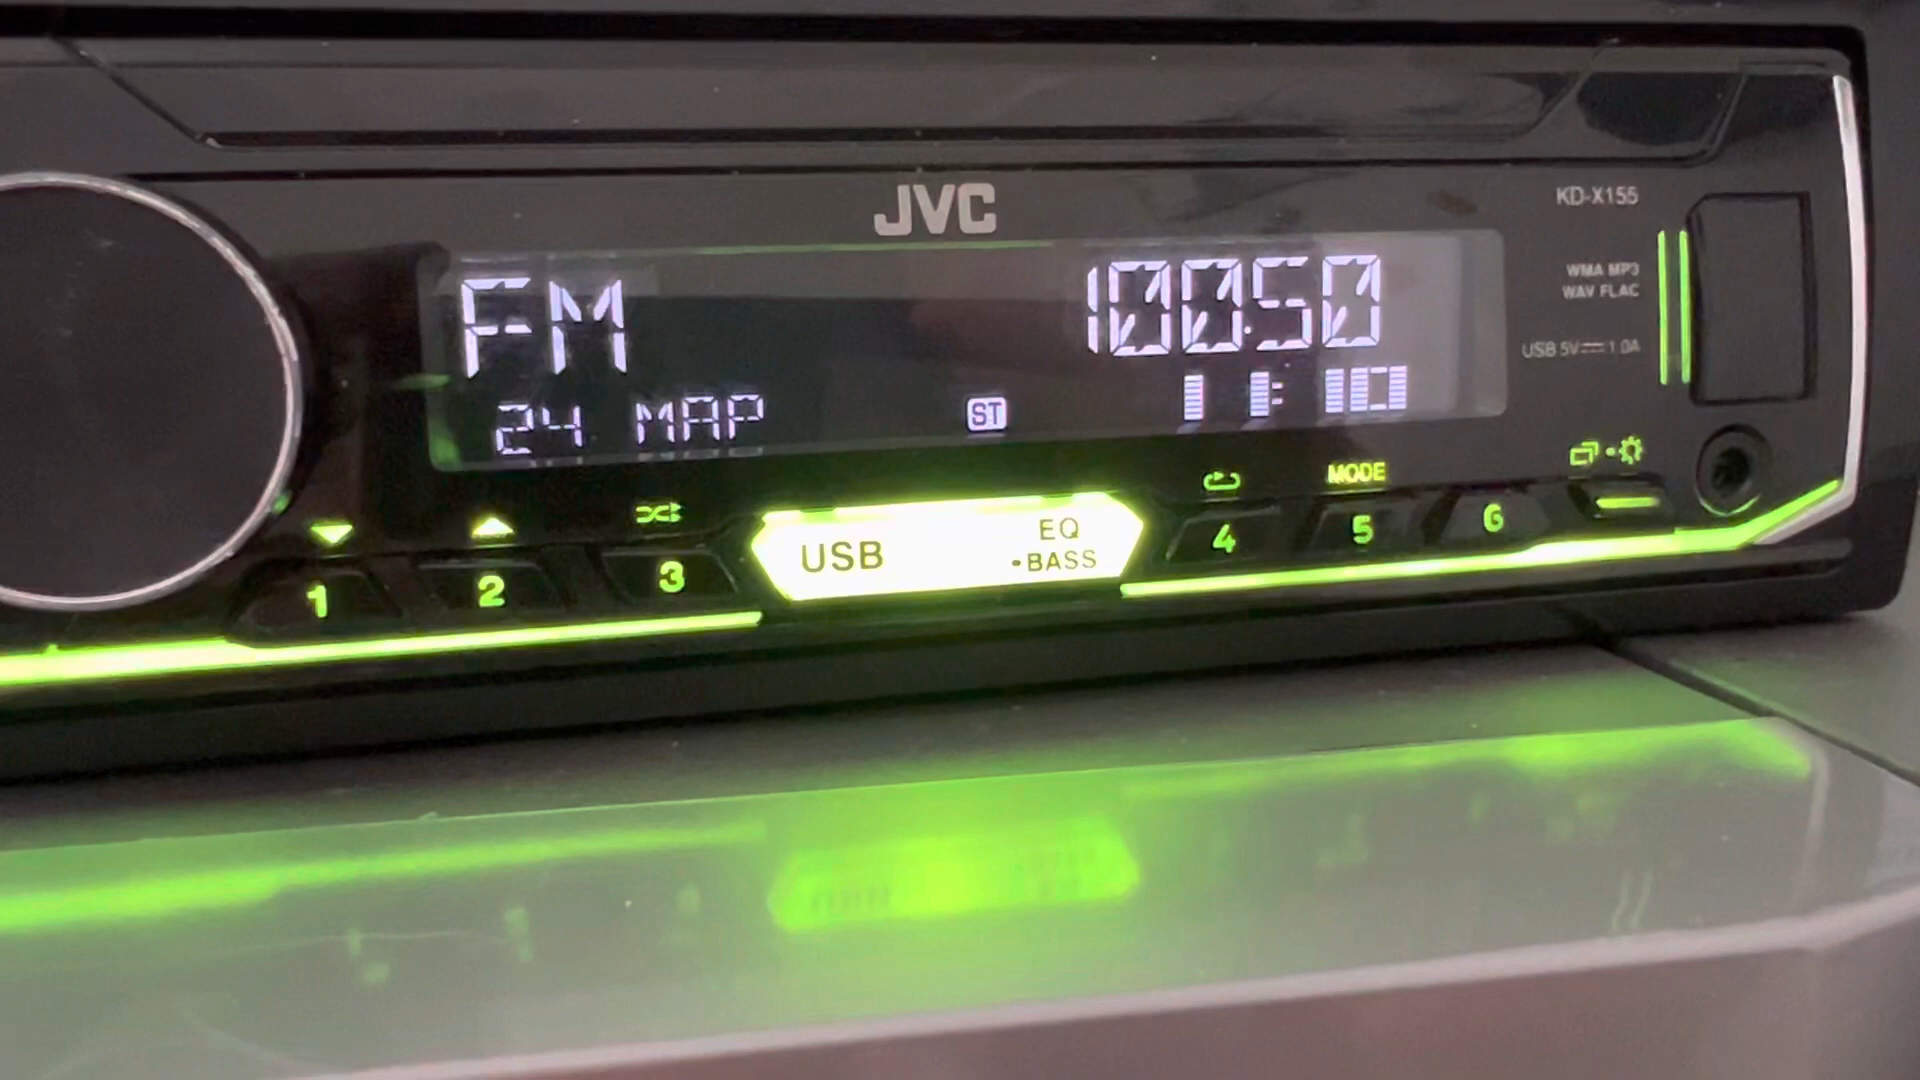 JVC
KD-X155
FM 100.50
WMA MP3
WAV FLAC
USB 5V⎓1.0A
24 MAP ST 11:10
MODE
USB EQ
•BASS
1 2 3 4 5 6